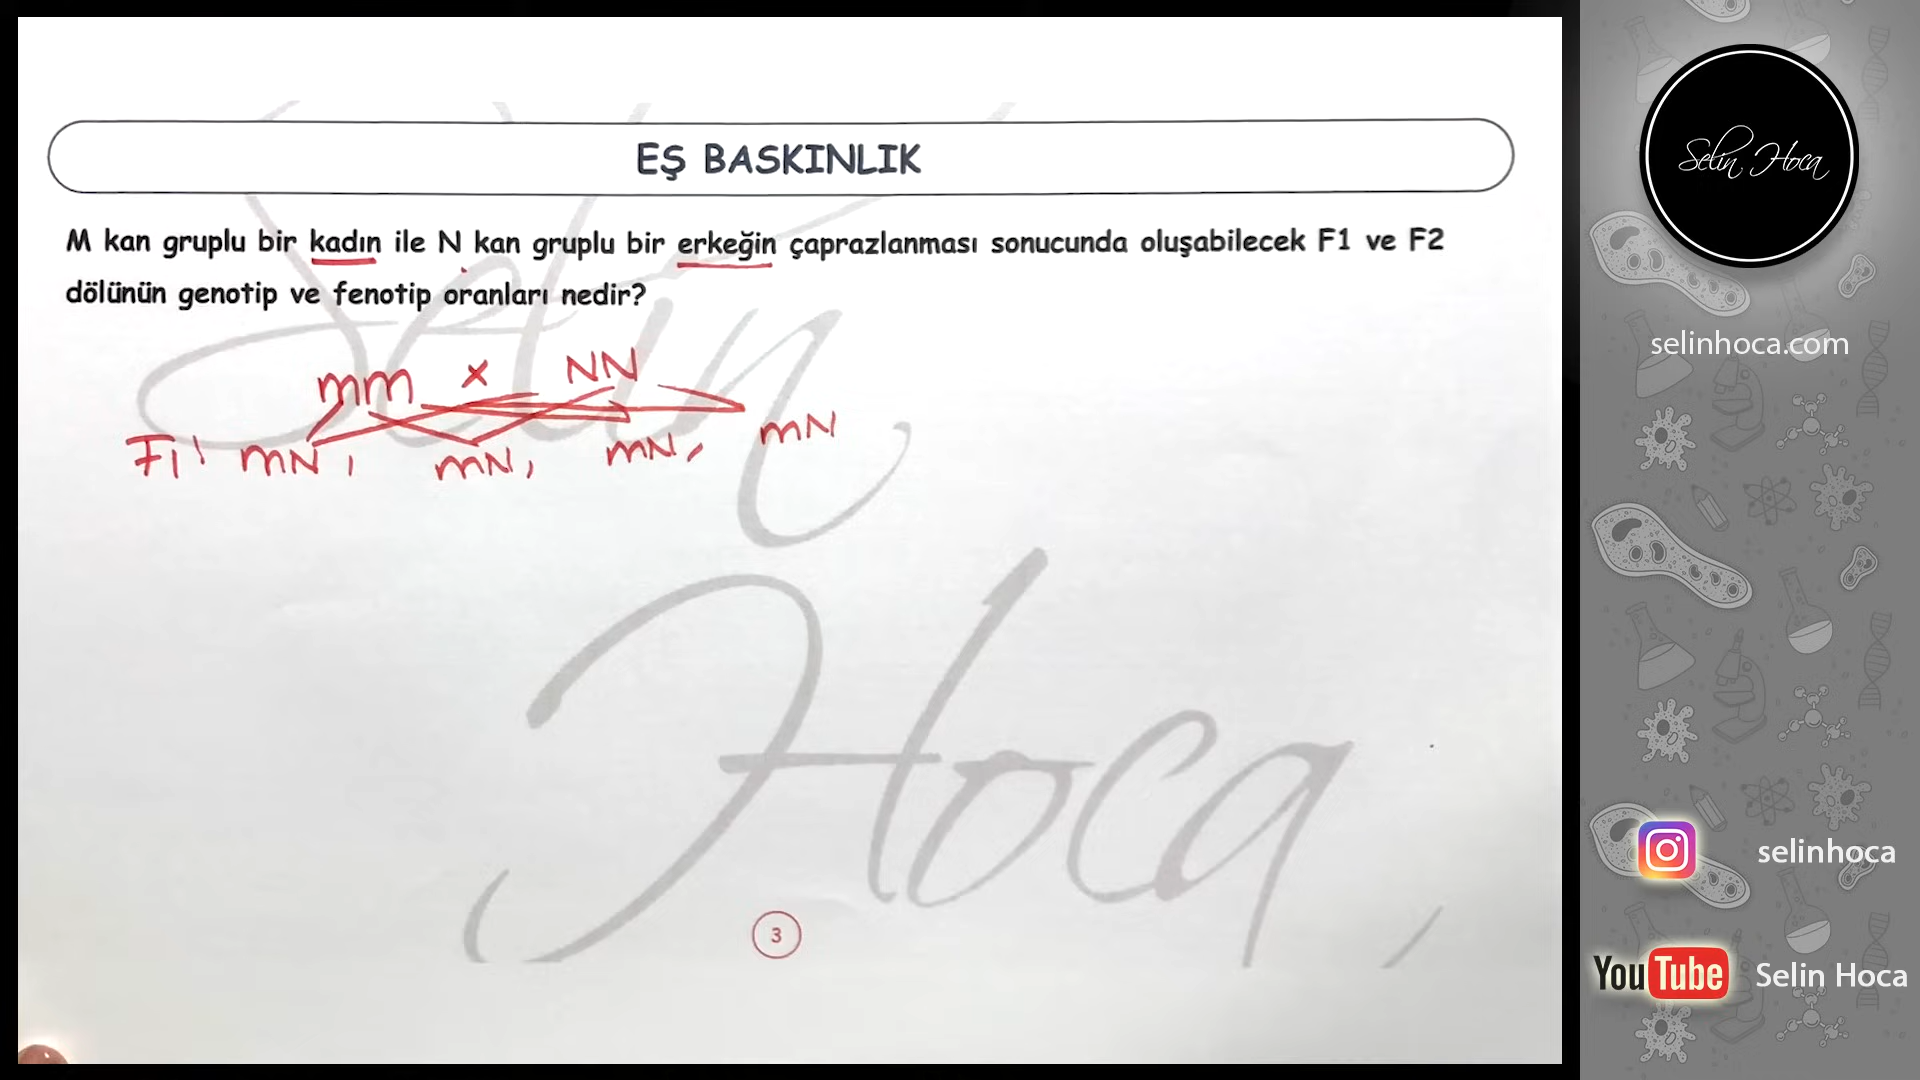 EŞ BASKINLIK
M kan gruplu bir kadın ile N kan gruplu bir erkeğin çaprazlanması sonucunda oluşabilecek F1 ve F2
dölünün genotip ve fenotip oranları nedir?
mm x NN
F1: mN, mN, mN, mN
Selin
Hoca
3
Selin Hoca
selinhoca.com
selinhoca
YouTube Selin Hoca